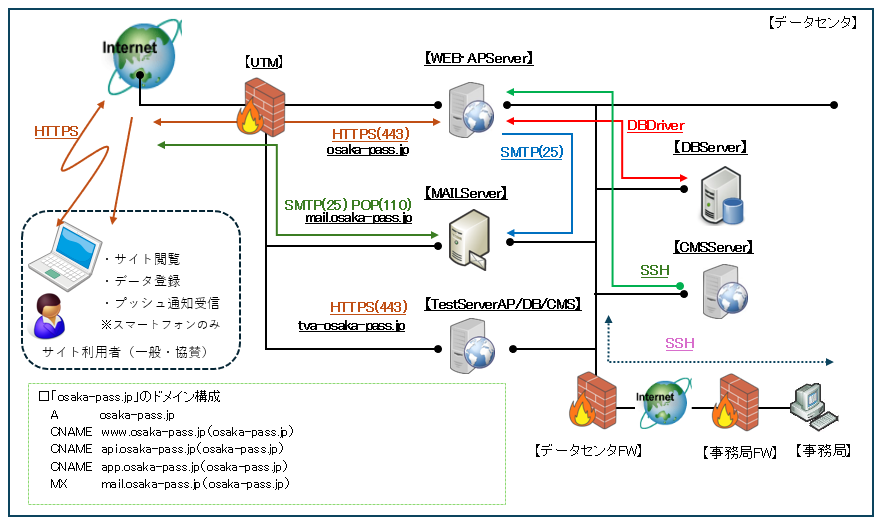 【データセンタ】
Internet
【UTM】
【WEB・APServer】
HTTPS
HTTPS(443)
osaka-pass.jp
DBDriver
SMTP(25)
【DBServer】
SMTP(25) POP(110)
mail.osaka-pass.jp
【MAILServer】
【CMSServer】
SSH
・サイト閲覧
・データ登録
・プッシュ通知受信
※スマートフォンのみ
サイト利用者（一般・協賛）
HTTPS(443)
tva-osaka-pass.jp
【TestServerAP/DB/CMS】
SSH
Internet
【データセンタFW】
【事務局FW】
【事務局】
□「osaka-pass.jp」のドメイン構成
A osaka-pass.jp
CNAME www.osaka-pass.jp(osaka-pass.jp)
CNAME api.osaka-pass.jp(osaka-pass.jp)
CNAME app.osaka-pass.jp(osaka-pass.jp)
MX mail.osaka-pass.jp(osaka-pass.jp)